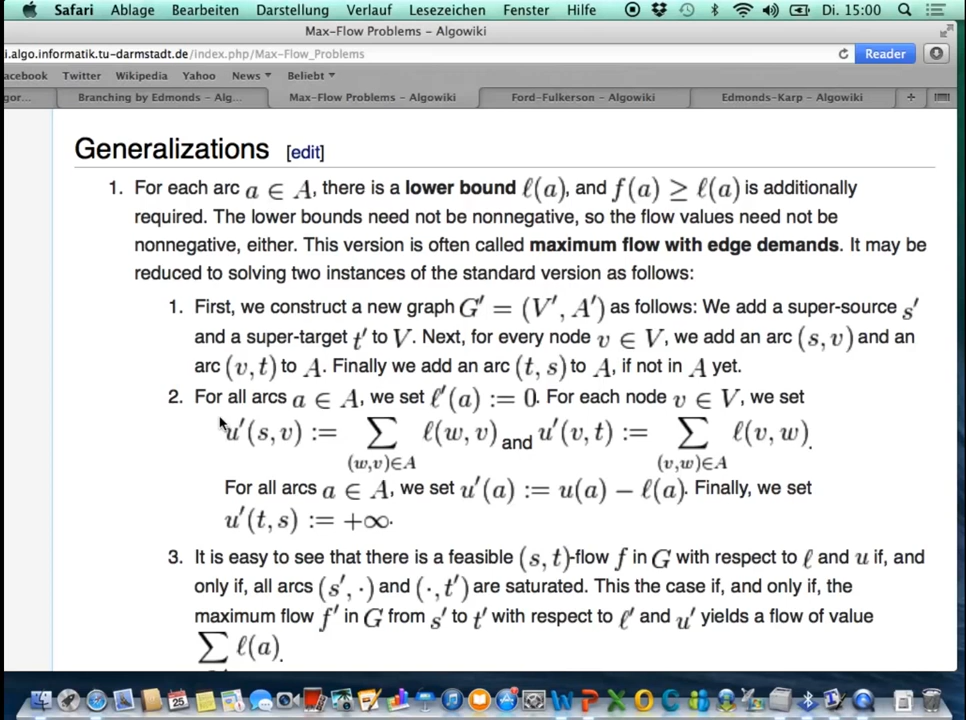 Safari Ablage Bearbeiten Darstellung Verlauf Lesezeichen Fenster Hilfe Di. 15:00
Max-Flow Problems – Algowiki
i.algo.informatik.tu-darmstadt.de/index.php/Max-Flow_Problems Reader
acebook Twitter Wikipedia Yahoo News ▾ Beliebt ▾
gor... Branching by Edmonds - Alg... Max-Flow Problems - Algowiki Ford-Fulkerson - Algowiki Edmonds-Karp - Algowiki +
Generalizations [edit]
1. For each arc a ∈ A, there is a lower bound ℓ(a), and f(a) ≥ ℓ(a) is additionally
required. The lower bounds need not be nonnegative, so the flow values need not be
nonnegative, either. This version is often called maximum flow with edge demands. It may be
reduced to solving two instances of the standard version as follows:
1. First, we construct a new graph G′ = (V′, A′) as follows: We add a super-source s′
and a super-target t′ to V. Next, for every node v ∈ V, we add an arc (s, v) and an
arc (v, t) to A. Finally we add an arc (t, s) to A, if not in A yet.
2. For all arcs a ∈ A, we set ℓ′(a) := 0. For each node v ∈ V, we set
u′(s, v) := ∑ ℓ(w, v) and u′(v, t) := ∑ ℓ(v, w).
(w,v)∈A (v,w)∈A
For all arcs a ∈ A, we set u′(a) := u(a) − ℓ(a). Finally, we set
u′(t, s) := +∞.
3. It is easy to see that there is a feasible (s, t)-flow f in G with respect to ℓ and u if, and
only if, all arcs (s′, ·) and (·, t′) are saturated. This the case if, and only if, the
maximum flow f′ in G from s′ to t′ with respect to ℓ′ and u′ yields a flow of value
∑ ℓ(a).